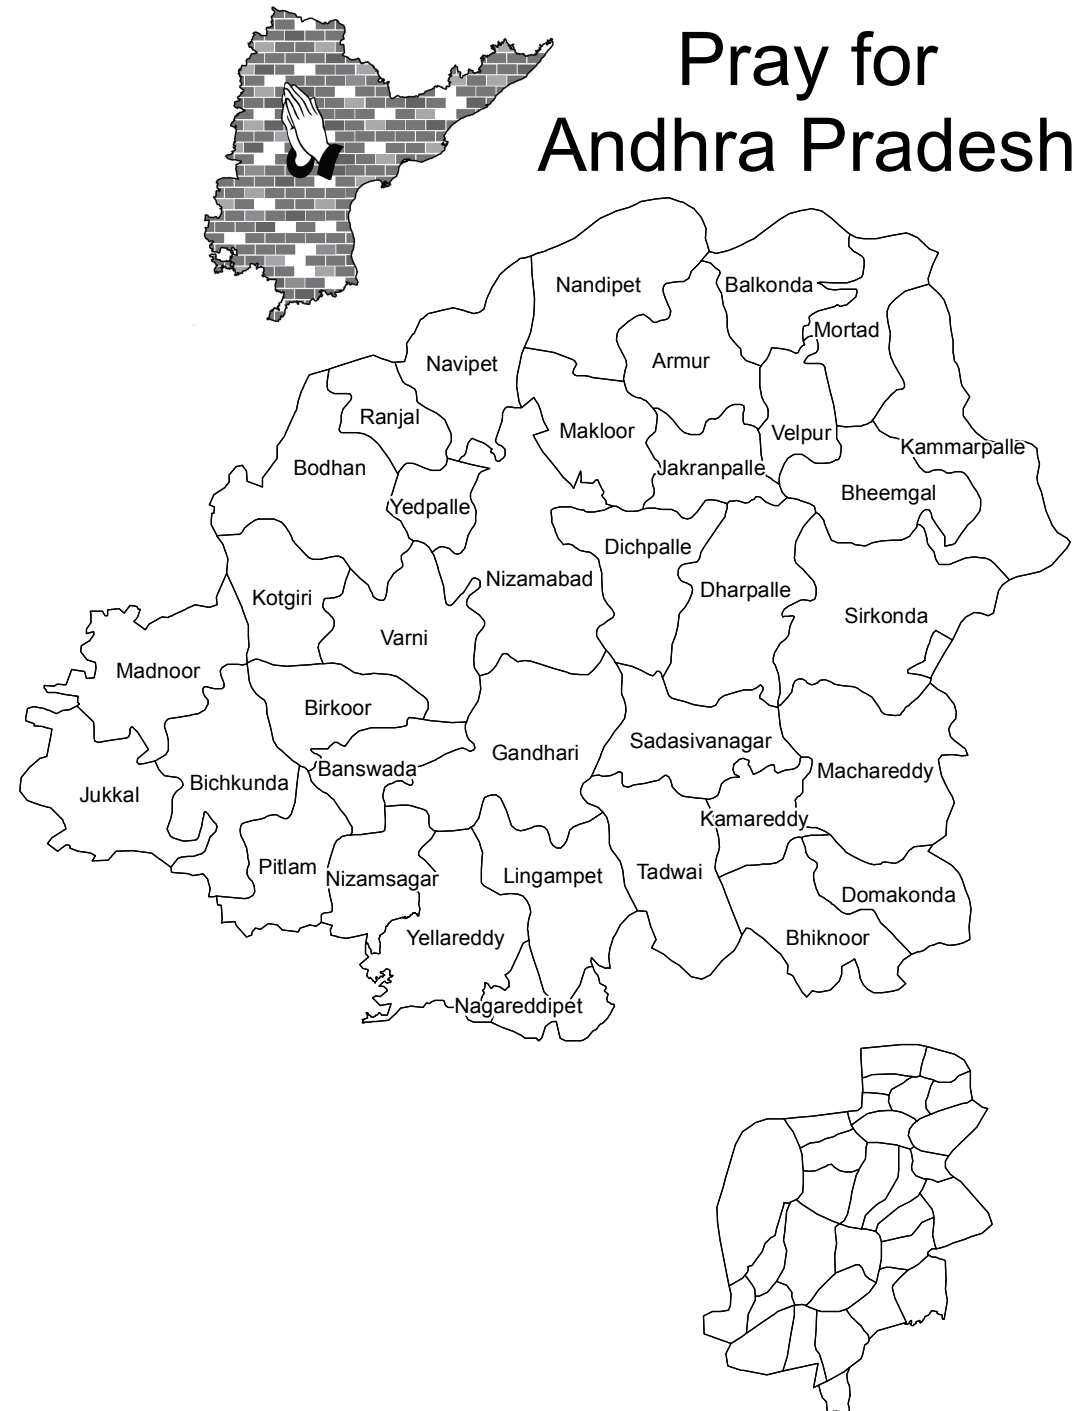 Pray for
Andhra Pradesh
Nandipet
Balkonda
Mortad
Navipet
Armur
Ranjal
Makloor
Velpur
Kammarpalle
Bodhan
Jakranpalle
Yedpalle
Bheemgal
Dichpalle
Nizamabad
Dharpalle
Kotgiri
Sirkonda
Varni
Madnoor
Birkoor
Sadasivanagar
Gandhari
Banswada
Machareddy
Bichkunda
Jukkal
Kamareddy
Pitlam
Nizamsagar
Lingampet
Tadwai
Domakonda
Yellareddy
Bhiknoor
Nagareddipet